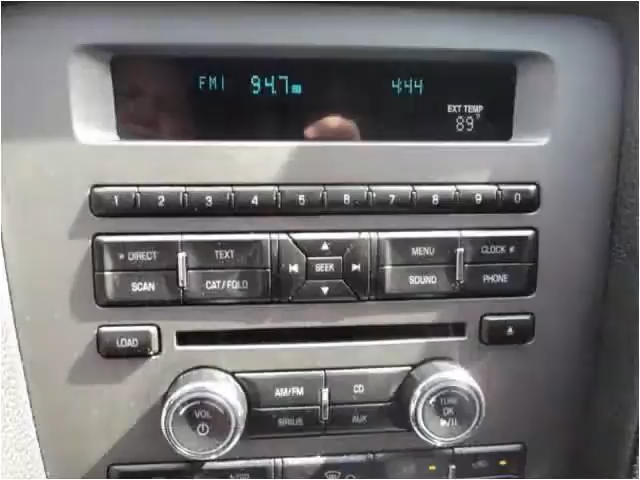 FM1 94.7 4:44
EXT TEMP
89°
1 2 3 4 5 6 7 8 9 0
DIRECT TEXT MENU CLOCK
SEEK
SCAN CAT/FOLD SOUND PHONE
LOAD
AM/FM CD
VOL TUNE
OK
SIRIUS AUX